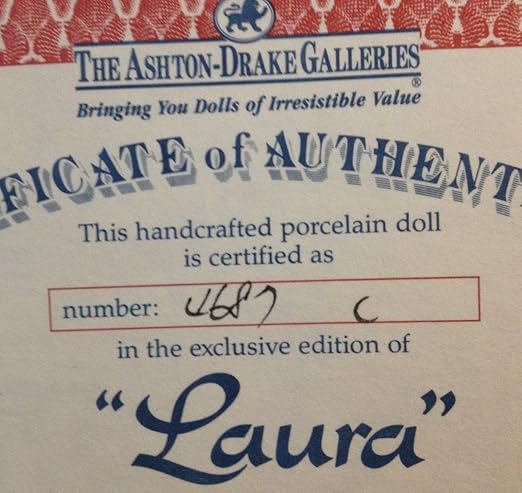 THE ASHTON-DRAKE GALLERIES®
Bringing You Dolls of Irresistible Value
FICATE of AUTHENT
This handcrafted porcelain doll
is certified as
number: 4687 C
in the exclusive edition of
"Laura"